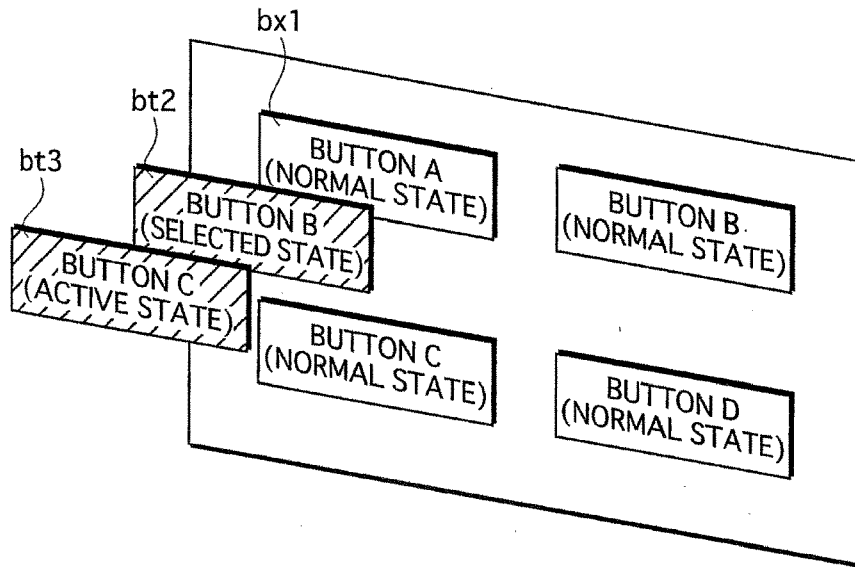 bx1
bt2
bt3
BUTTON A
(NORMAL STATE)
BUTTON B
(SELECTED STATE)
BUTTON B
(NORMAL STATE)
BUTTON C
(ACTIVE STATE)
BUTTON C
(NORMAL STATE)
BUTTON D
(NORMAL STATE)